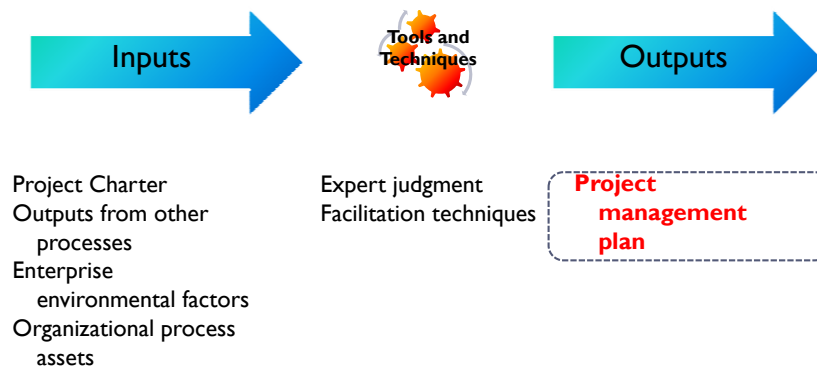 Inputs
Tools and
Techniques
Outputs
Project Charter
Outputs from other
processes
Enterprise
environmental factors
Organizational process
assets
Expert judgment
Facilitation techniques
Project
management
plan